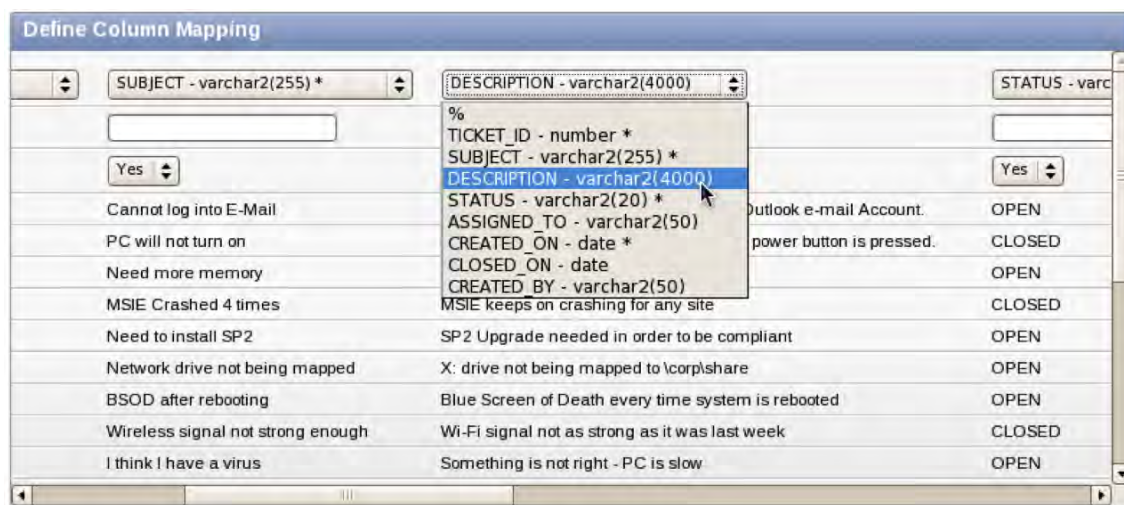 Define Column Mapping
SUBJECT - varchar2(255) * DESCRIPTION - varchar2(4000) STATUS - varc
%
TICKET_ID - number *
SUBJECT - varchar2(255) *
Yes DESCRIPTION - varchar2(4000) Yes
STATUS - varchar2(20) *
ASSIGNED_TO - varchar2(50)
CREATED_ON - date *
CLOSED_ON - date
CREATED_BY - varchar2(50)
Cannot log into E-Mail Outlook e-mail Account. OPEN
PC will not turn on power button is pressed. CLOSED
Need more memory OPEN
MSIE Crashed 4 times MSIE keeps on crashing for any site CLOSED
Need to install SP2 SP2 Upgrade needed in order to be compliant OPEN
Network drive not being mapped X: drive not being mapped to \corp\share OPEN
BSOD after rebooting Blue Screen of Death every time system is rebooted OPEN
Wireless signal not strong enough Wi-Fi signal not as strong as it was last week CLOSED
I think I have a virus Something is not right - PC is slow OPEN